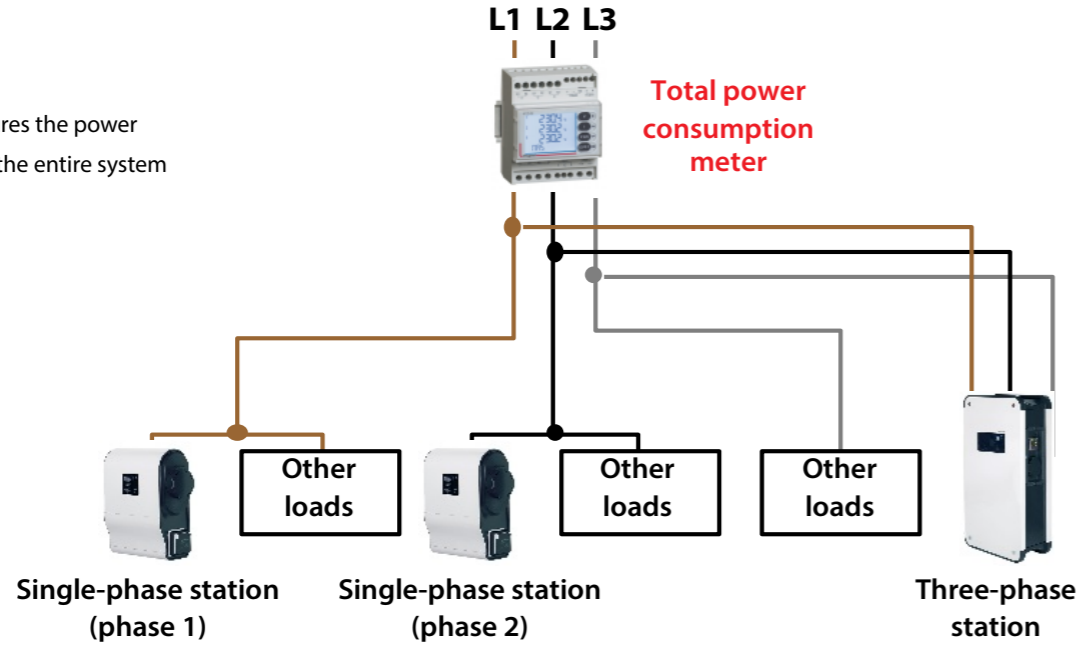 L1 L2 L3
Total power
consumption
meter
res the power
the entire system
Other
loads
Other
loads
Other
loads
Single-phase station
(phase 1)
Single-phase station
(phase 2)
Three-phase
station